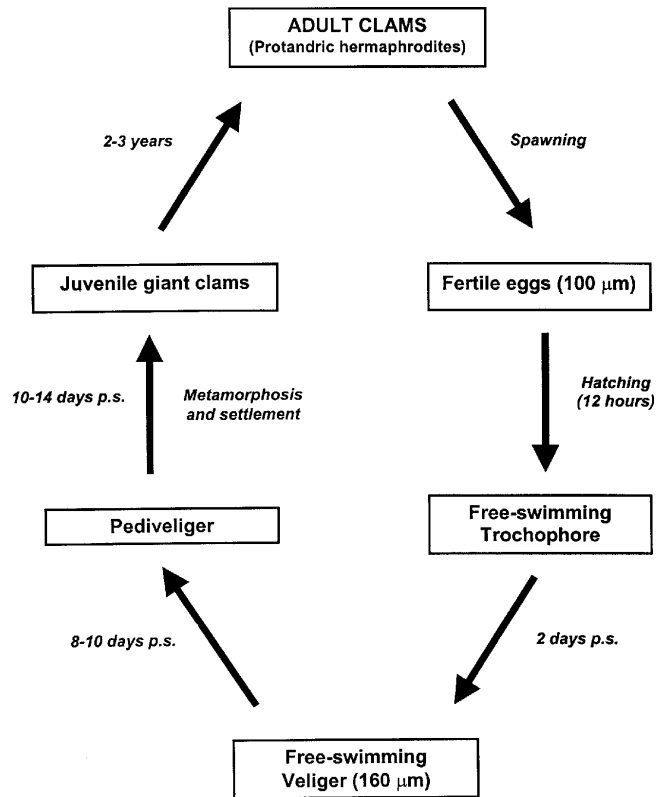 ADULT CLAMS
(Protandric hermaphrodites)
2-3 years
Spawning
Juvenile giant clams
Fertile eggs (100 μm)
10-14 days p.s.
Metamorphosis
and settlement
Hatching
(12 hours)
Pediveliger
Free-swimming
Trochophore
8-10 days p.s.
2 days p.s.
Free-swimming
Veliger (160 μm)